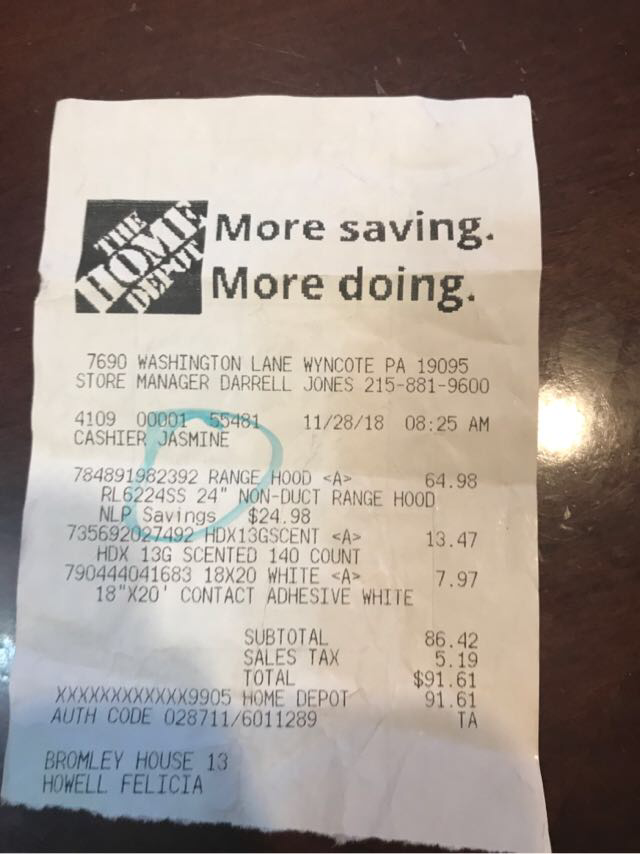 THE HOME DEPOT
More saving.
More doing.
7690 WASHINGTON LANE WYNCOTE PA 19095
STORE MANAGER DARRELL JONES 215-881-9600
4109 00001 55481 11/28/18 08:25 AM
CASHIER JASMINE
784891982392 RANGE HOOD <A> 64.98
RL6224SS 24" NON-DUCT RANGE HOOD
NLP Savings $24.98
735692027492 HDX13GSCENT <A> 13.47
HDX 13G SCENTED 140 COUNT
790444041683 18X20 WHITE <A> 7.97
18"X20' CONTACT ADHESIVE WHITE
SUBTOTAL 86.42
SALES TAX 5.19
TOTAL $91.61
XXXXXXXXXXXX9905 HOME DEPOT 91.61
AUTH CODE 028711/6011289 TA
BROMLEY HOUSE 13
HOWELL FELICIA